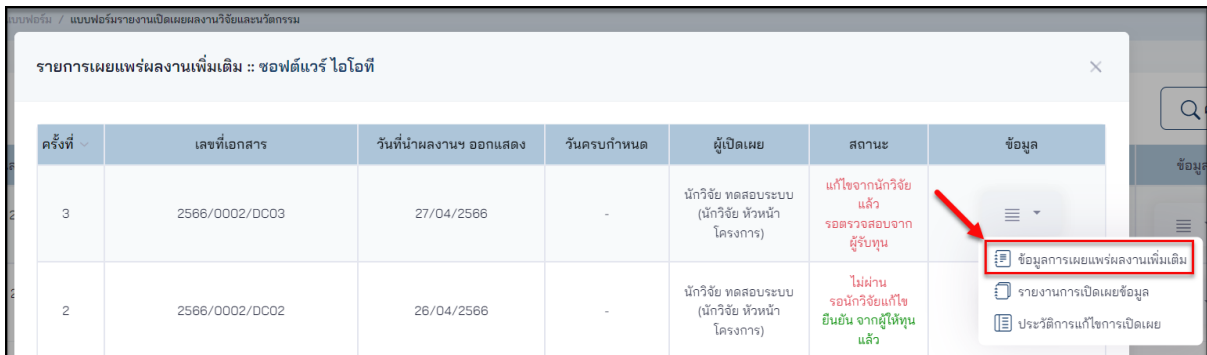 แบบฟอร์ม / แบบฟอร์มรายงานเปิดเผยผลงานวิจัยและนวัตกรรม
รายการเผยแพร่ผลงานเพิ่มเติม :: ซอฟต์แวร์ ไอโอที
ครั้งที่ เลขที่เอกสาร วันที่นำผลงานฯ ออกแสดง วันครบกำหนด ผู้เปิดเผย สถานะ ข้อมูล
ข้อมูล
3 2566/0002/DC03 27/04/2566 -
นักวิจัย ทดสอบระบบ
(นักวิจัย หัวหน้า
โครงการ)
แก้ไขจากนักวิจัย
แล้ว
รอตรวจสอบจาก
ผู้รับทุน
2 2566/0002/DC02 26/04/2566 -
นักวิจัย ทดสอบระบบ
(นักวิจัย หัวหน้า
โครงการ)
ไม่ผ่าน
รอนักวิจัยแก้ไข
ยืนยัน จากผู้ให้ทุน
แล้ว
ข้อมูลการเผยแพร่ผลงานเพิ่มเติม
รายงานการเปิดเผยข้อมูล
ประวัติการแก้ไขการเปิดเผย